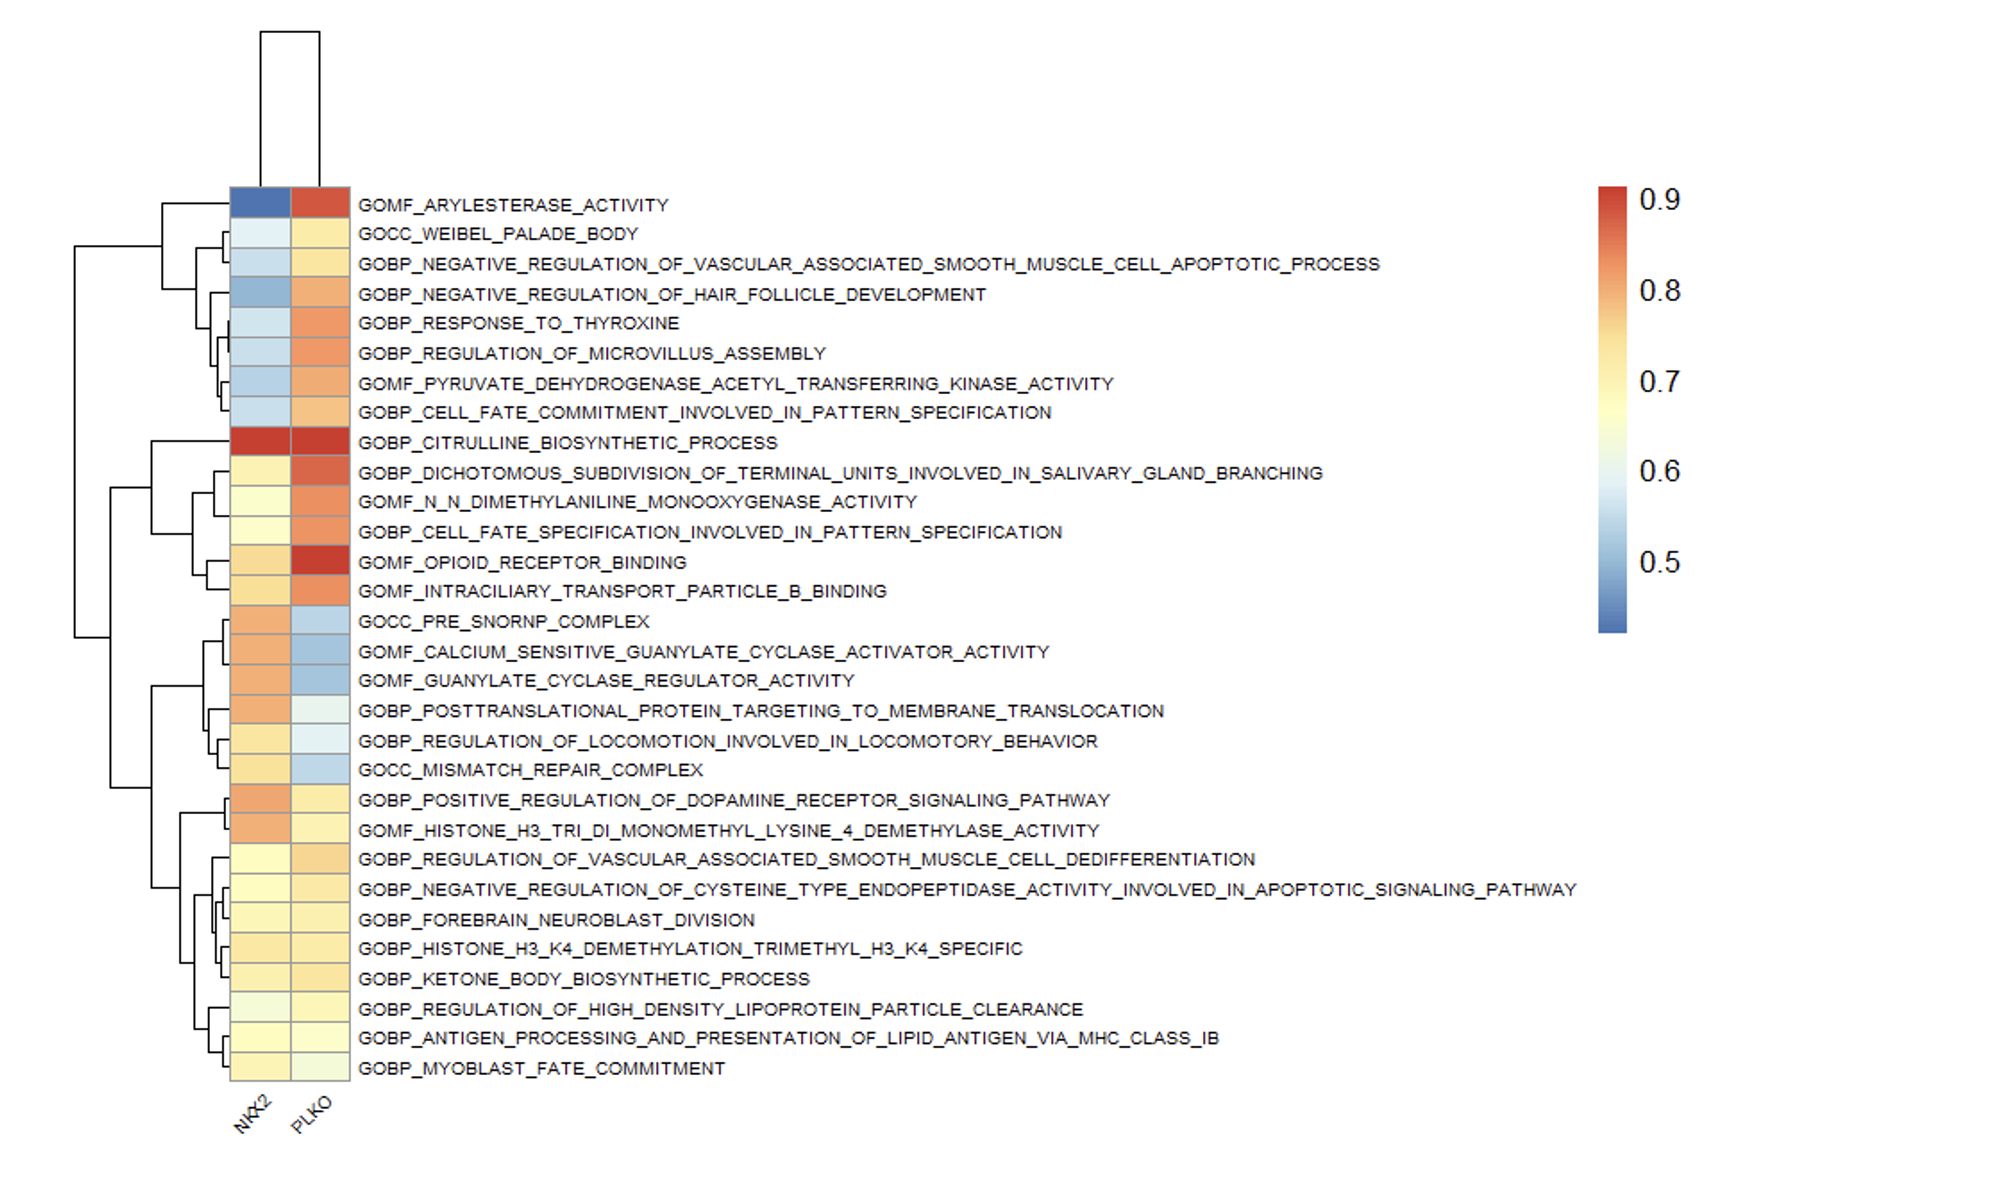 GOMF_ARYLESTERASE_ACTIVITY
GOCC_WEIBEL_PALADE_BODY
GOBP_NEGATIVE_REGULATION_OF_VASCULAR_ASSOCIATED_SMOOTH_MUSCLE_CELL_APOPTOTIC_PROCESS
GOBP_NEGATIVE_REGULATION_OF_HAIR_FOLLICLE_DEVELOPMENT
GOBP_RESPONSE_TO_THYROXINE
GOBP_REGULATION_OF_MICROVILLUS_ASSEMBLY
GOMF_PYRUVATE_DEHYDROGENASE_ACETYL_TRANSFERRING_KINASE_ACTIVITY
GOBP_CELL_FATE_COMMITMENT_INVOLVED_IN_PATTERN_SPECIFICATION
GOBP_CITRULLINE_BIOSYNTHETIC_PROCESS
GOBP_DICHOTOMOUS_SUBDIVISION_OF_TERMINAL_UNITS_INVOLVED_IN_SALIVARY_GLAND_BRANCHING
GOMF_N_N_DIMETHYLANILINE_MONOOXYGENASE_ACTIVITY
GOBP_CELL_FATE_SPECIFICATION_INVOLVED_IN_PATTERN_SPECIFICATION
GOMF_OPIOID_RECEPTOR_BINDING
GOMF_INTRACILIARY_TRANSPORT_PARTICLE_B_BINDING
GOCC_PRE_SNORNP_COMPLEX
GOMF_CALCIUM_SENSITIVE_GUANYLATE_CYCLASE_ACTIVATOR_ACTIVITY
GOMF_GUANYLATE_CYCLASE_REGULATOR_ACTIVITY
GOBP_POSTTRANSLATIONAL_PROTEIN_TARGETING_TO_MEMBRANE_TRANSLOCATION
GOBP_REGULATION_OF_LOCOMOTION_INVOLVED_IN_LOCOMOTORY_BEHAVIOR
GOCC_MISMATCH_REPAIR_COMPLEX
GOBP_POSITIVE_REGULATION_OF_DOPAMINE_RECEPTOR_SIGNALING_PATHWAY
GOMF_HISTONE_H3_TRI_DI_MONOMETHYL_LYSINE_4_DEMETHYLASE_ACTIVITY
GOBP_REGULATION_OF_VASCULAR_ASSOCIATED_SMOOTH_MUSCLE_CELL_DEDIFFERENTIATION
GOBP_NEGATIVE_REGULATION_OF_CYSTEINE_TYPE_ENDOPEPTIDASE_ACTIVITY_INVOLVED_IN_APOPTOTIC_SIGNALING_PATHWAY
GOBP_FOREBRAIN_NEUROBLAST_DIVISION
GOBP_HISTONE_H3_K4_DEMETHYLATION_TRIMETHYL_H3_K4_SPECIFIC
GOBP_KETONE_BODY_BIOSYNTHETIC_PROCESS
GOBP_REGULATION_OF_HIGH_DENSITY_LIPOPROTEIN_PARTICLE_CLEARANCE
GOBP_ANTIGEN_PROCESSING_AND_PRESENTATION_OF_LIPID_ANTIGEN_VIA_MHC_CLASS_IB
GOBP_MYOBLAST_FATE_COMMITMENT
NKX2
PLKO
0.9
0.8
0.7
0.6
0.5